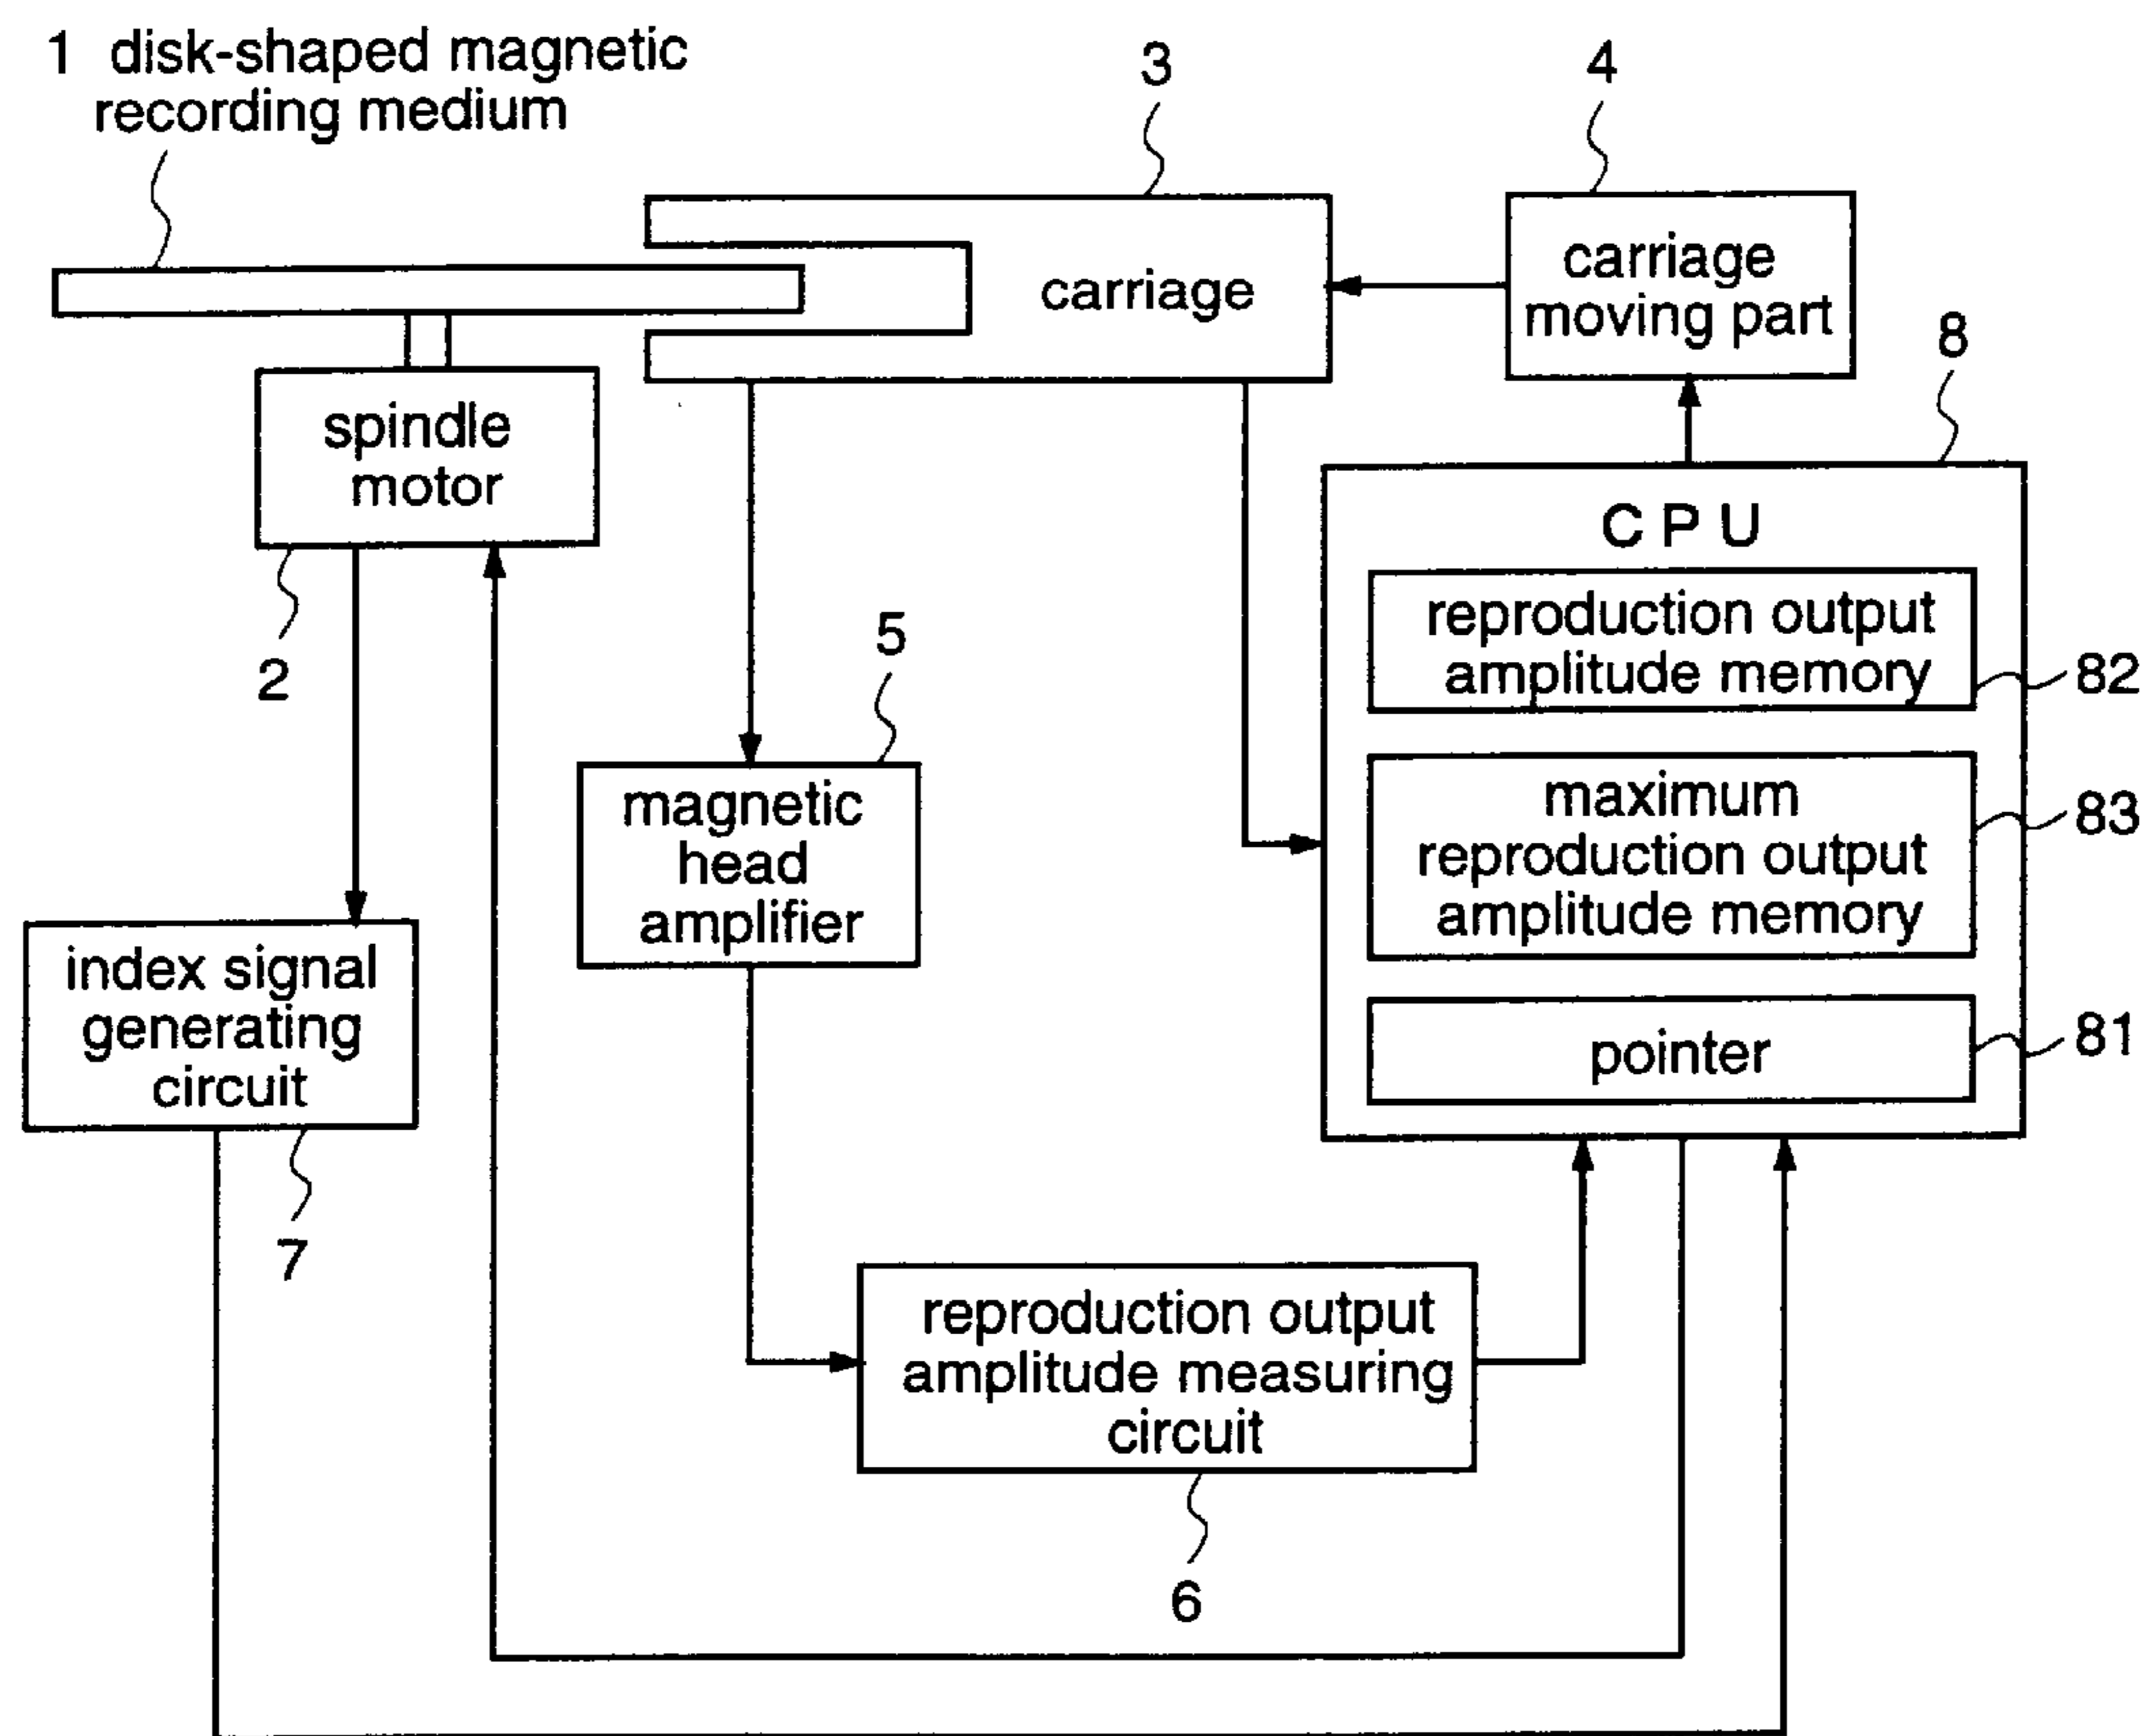 1 disk-shaped magnetic
recording medium
3
4
carriage
carriage
moving part
8
spindle
motor
CPU
reproduction output
amplitude memory
82
2
5
maximum
reproduction output
amplitude memory
83
magnetic
head
amplifier
index signal
generating
circuit
pointer
81
7
reproduction output
amplitude measuring
circuit
6